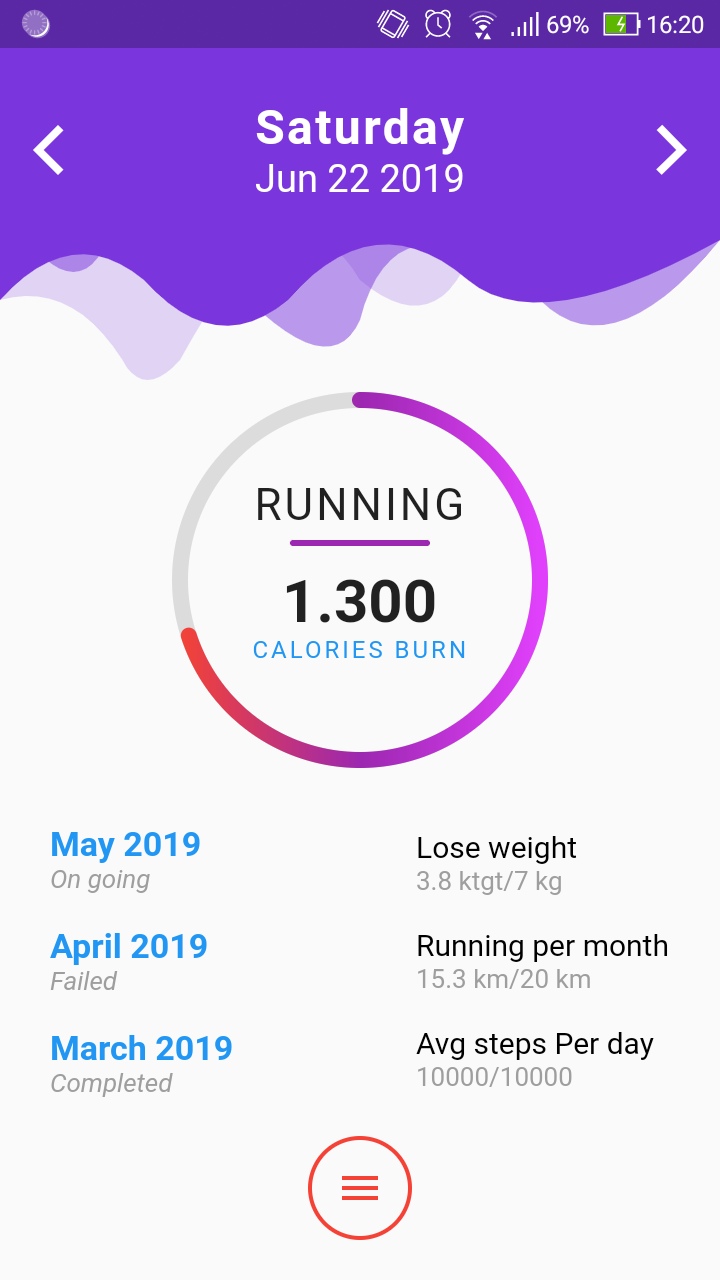 69% 16:20
Saturday
Jun 22 2019
RUNNING
1.300
CALORIES BURN
May 2019
On going
April 2019
Failed
March 2019
Completed
Lose weight
3.8 ktgt/7 kg
Running per month
15.3 km/20 km
Avg steps Per day
10000/10000